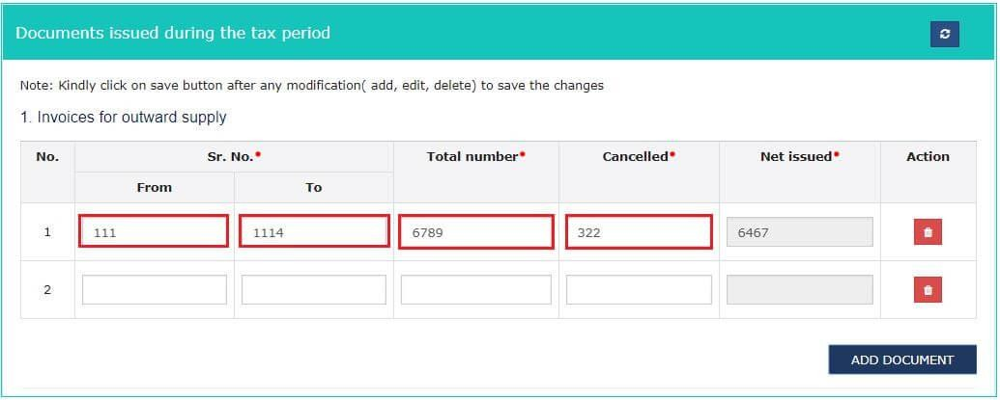 Documents issued during the tax period
Note: Kindly click on save button after any modification( add, edit, delete) to save the changes
1. Invoices for outward supply
No. Sr. No.* Total number* Cancelled* Net issued* Action
From To
1 111 1114 6789 322 6467
2
ADD DOCUMENT